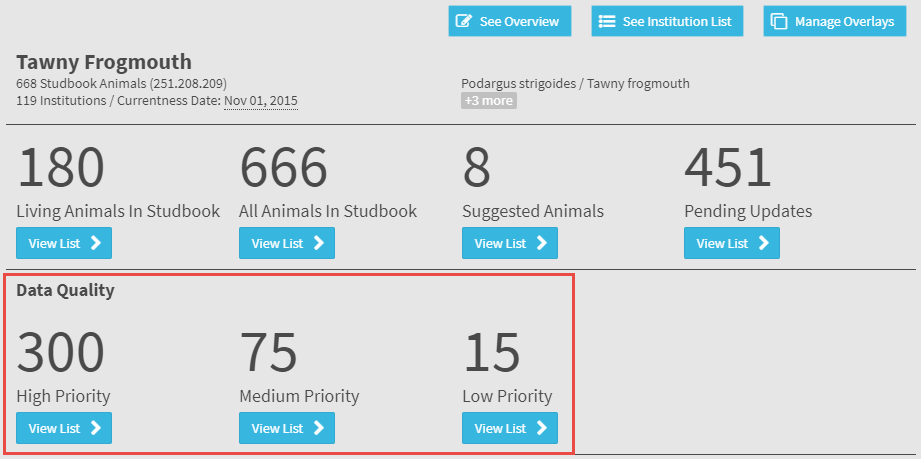 See Overview
See Institution List
Manage Overlays
Tawny Frogmouth
668 Studbook Animals (251.208.209)
119 Institutions / Currentness Date: Nov 01, 2015
Podargus strigoides / Tawny frogmouth
+3 more
180
Living Animals In Studbook
View List
666
All Animals In Studbook
View List
8
Suggested Animals
View List
451
Pending Updates
View List
Data Quality
300
High Priority
View List
75
Medium Priority
View List
15
Low Priority
View List